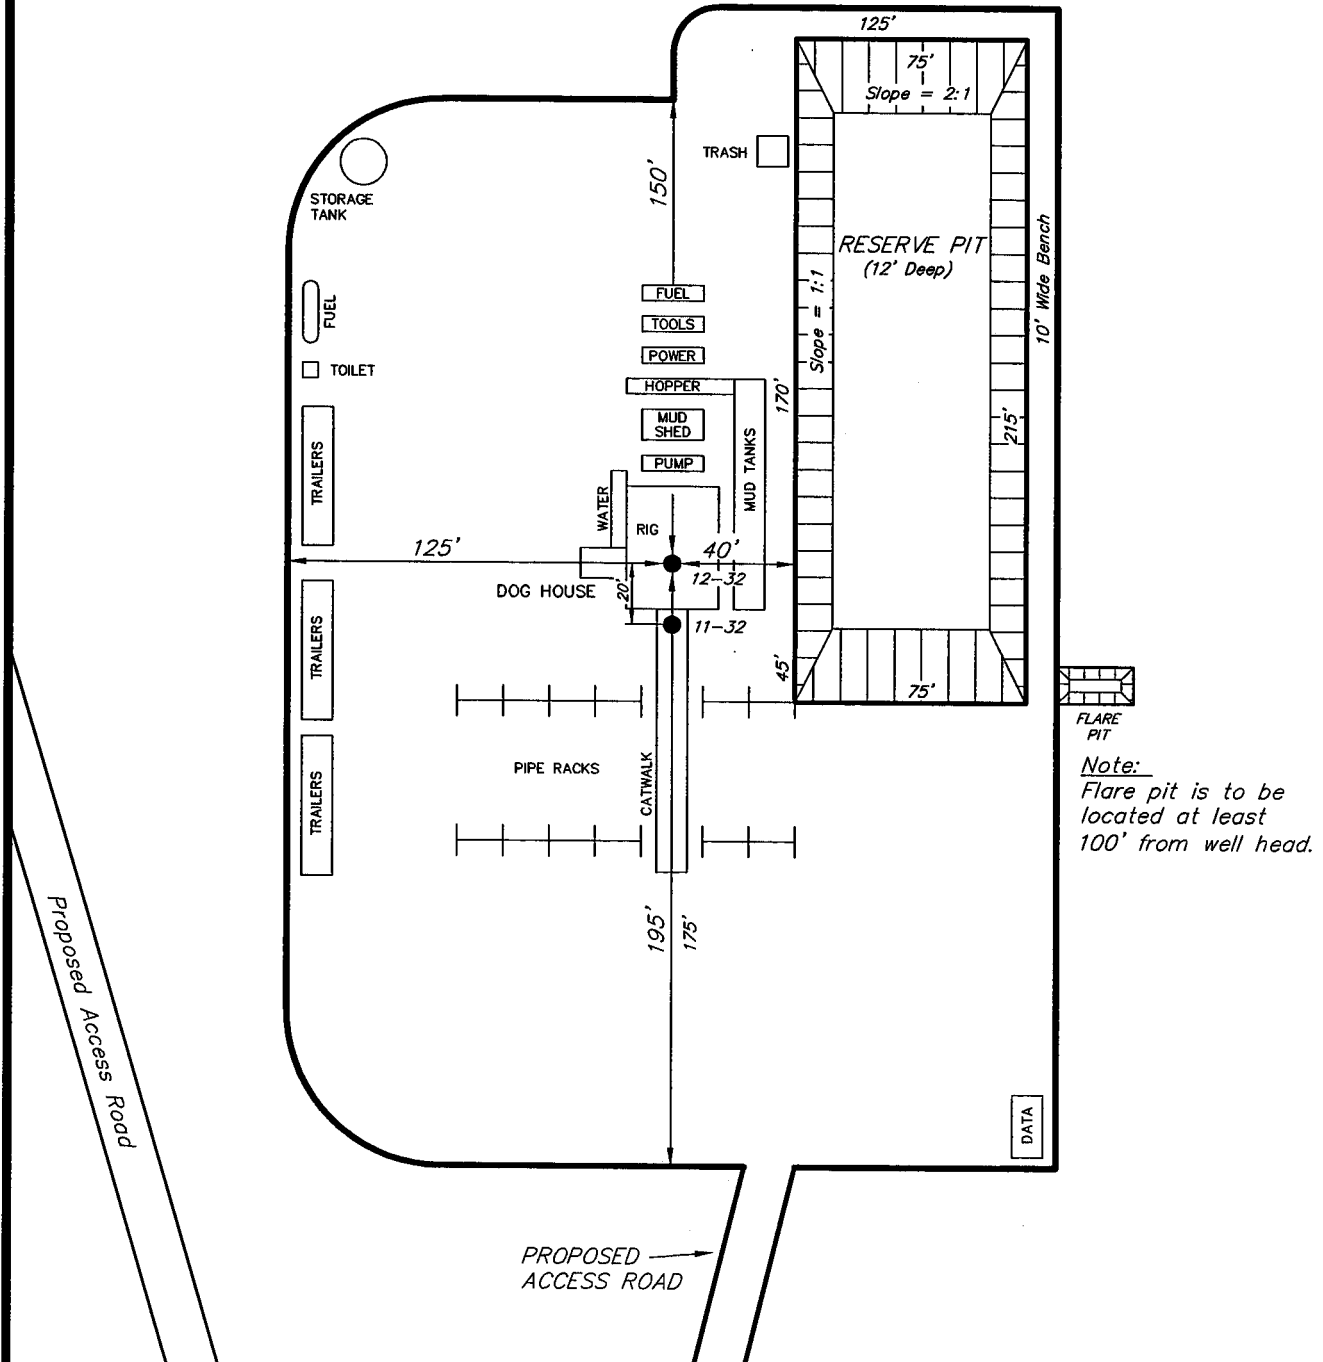 125'
75'
Slope = 2:1
TRASH
150'
STORAGE
TANK
RESERVE PIT
(12' Deep)
10' Wide Bench
Slope = 1:1
FUEL
FUEL
TOOLS
POWER
TOILET
HOPPER
170'
MUD
SHED
215'
TRAILERS
MUD TANKS
PUMP
WATER
RIG
125'
40'
12-32
DOG HOUSE
20'
11-32
TRAILERS
45'
75'
FLARE
PIT
PIPE RACKS
CATWALK
TRAILERS
Note:
Flare pit is to be
located at least
100' from well head.
195'
175'
Proposed Access Road
DATA
PROPOSED
ACCESS ROAD